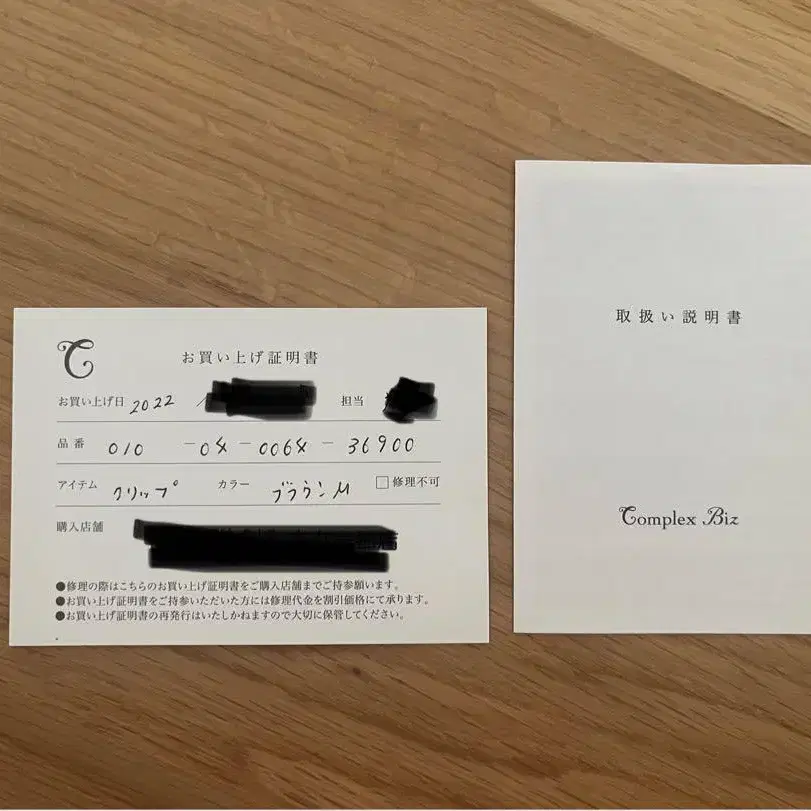 お買い上げ証明書
お買い上げ日 2022 担当
品番 010 - 04 - 0064 - 36900
アイテム クリップ カラー ブラウンM □修理不可
購入店舗
●修理の際はこちらのお買い上げ証明書をご購入店舗までご持参願います。
●お買い上げ証明書をご持参いただいた方には修理代金を割引価格にて承ります。
●お買い上げ証明書の再発行はいたしかねますので大切に保管してください。
取扱い説明書
Complex Biz